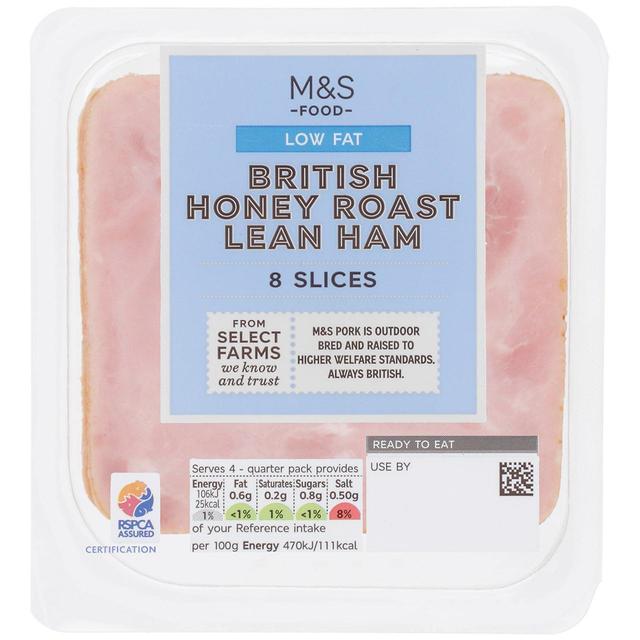 M&S
-FOOD-
LOW FAT
BRITISH
HONEY ROAST
LEAN HAM
8 SLICES
FROM
SELECT
FARMS
we know
and trust
M&S PORK IS OUTDOOR
BRED AND RAISED TO
HIGHER WELFARE STANDARDS.
ALWAYS BRITISH.
READY TO EAT
USE BY
Serves 4 - quarter pack provides
Energy Fat Saturates Sugars Salt
106kJ 0.6g 0.2g 0.8g 0.50g
25kcal
1% <1% 1% <1% 8%
of your Reference intake
per 100g Energy 470kJ/111kcal
RSPCA
ASSURED
CERTIFICATION